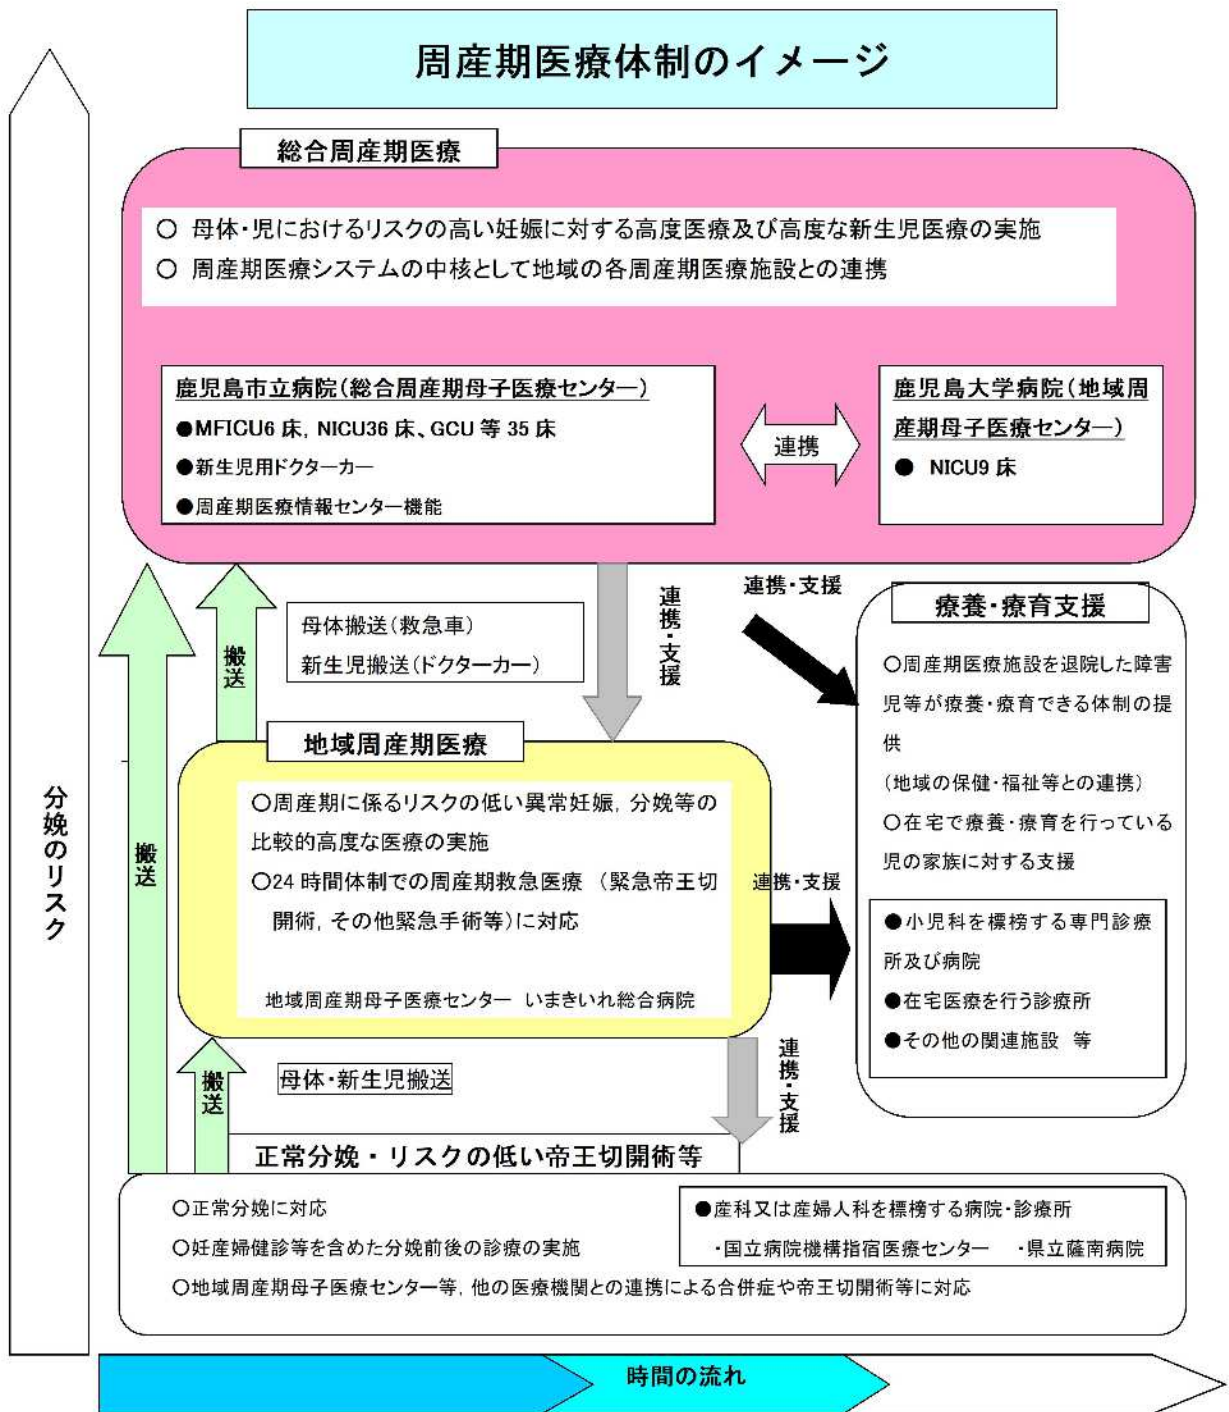 周産期医療体制のイメージ
総合周産期医療
○ 母体・児におけるリスクの高い妊娠に対する高度医療及び高度な新生児医療の実施
○ 周産期医療システムの中核として地域の各周産期医療施設との連携
鹿児島市立病院(総合周産期母子医療センター)
●MFICU6 床, NICU36 床、GCU 等 35 床
●新生児用ドクターカー
●周産期医療情報センター機能
連携
鹿児島大学病院(地域周
産期母子医療センター)
● NICU9 床
搬送
搬送
母体搬送(救急車)
新生児搬送(ドクターカー)
連携・支援
連携・支援
療養・療育支援
○周産期医療施設を退院した障害
児等が療養・療育できる体制の提
供
(地域の保健・福祉等との連携)
○在宅で療養・療育を行っている
児の家族に対する支援
●小児科を標榜する専門診療
所及び病院
●在宅医療を行う診療所
●その他の関連施設 等
地域周産期医療
○周産期に係るリスクの低い異常妊娠, 分娩等の
比較的高度な医療の実施
○24 時間体制での周産期救急医療 (緊急帝王切
開術, その他緊急手術等)に対応
地域周産期母子医療センター いまきいれ総合病院
連携・支援
分娩のリスク
搬送
母体・新生児搬送
連携・支援
正常分娩・リスクの低い帝王切開術等
○正常分娩に対応
○妊産婦健診等を含めた分娩前後の診療の実施
○地域周産期母子医療センター等, 他の医療機関との連携による合併症や帝王切開術等に対応
●産科又は産婦人科を標榜する病院・診療所
・国立病院機構指宿医療センター ・県立薩南病院
時間の流れ